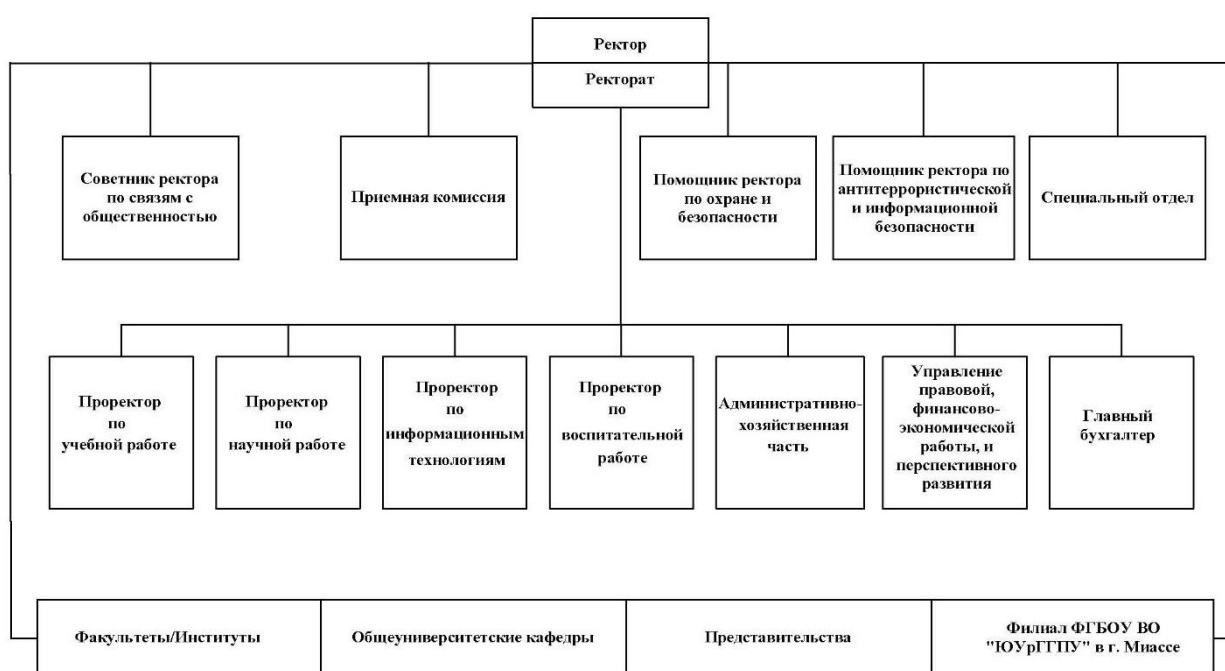 Ректор
Ректорат
Советник ректора
по связям с
общественностью
Приемная комиссия
Помощник ректора
по охране и
безопасности
Помощник ректора по
антитеррористической
и информационной
безопасности
Специальный отдел
Проректор
по
учебной работе
Проректор
по
научной работе
Проректор
по
информационным
технологиям
Проректор
по
воспитательной
работе
Административно-
хозяйственная
часть
Управление
правовой,
финансово-
экономической
работы, и
перспективного
развития
Главный
бухгалтер
Факультеты/Институты
Общеуниверситетские кафедры
Представительства
Филиал ФГБОУ ВО
"ЮУрГГПУ" в г. Миассе